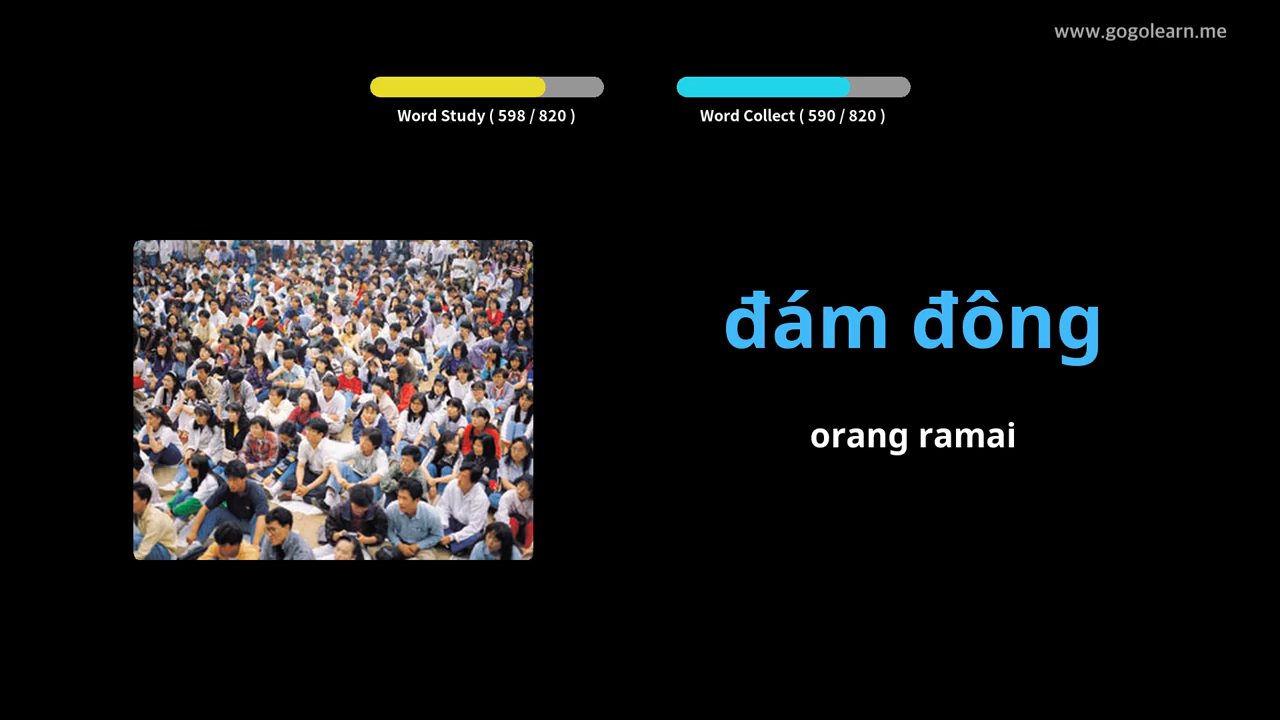 www.gogolearn.me
Word Study ( 598 / 820 )
Word Collect ( 590 / 820 )
đám đông
orang ramai